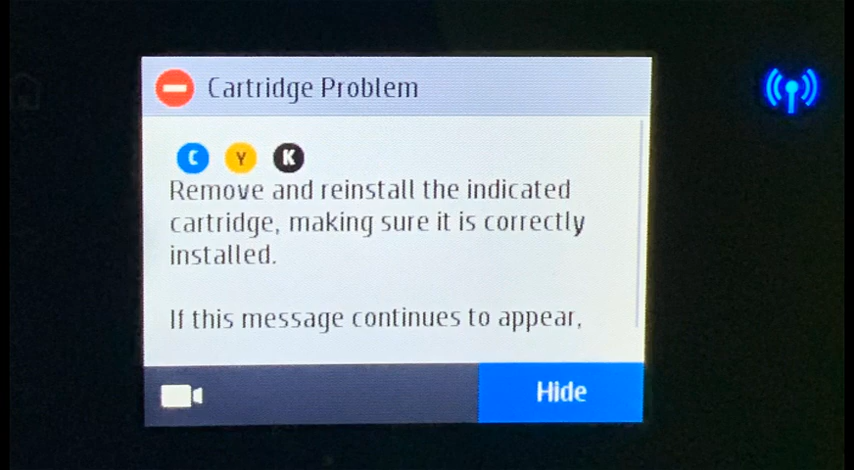 Cartridge Problem
C Y K
Remove and reinstall the indicated
cartridge, making sure it is correctly
installed.
If this message continues to appear,
Hide